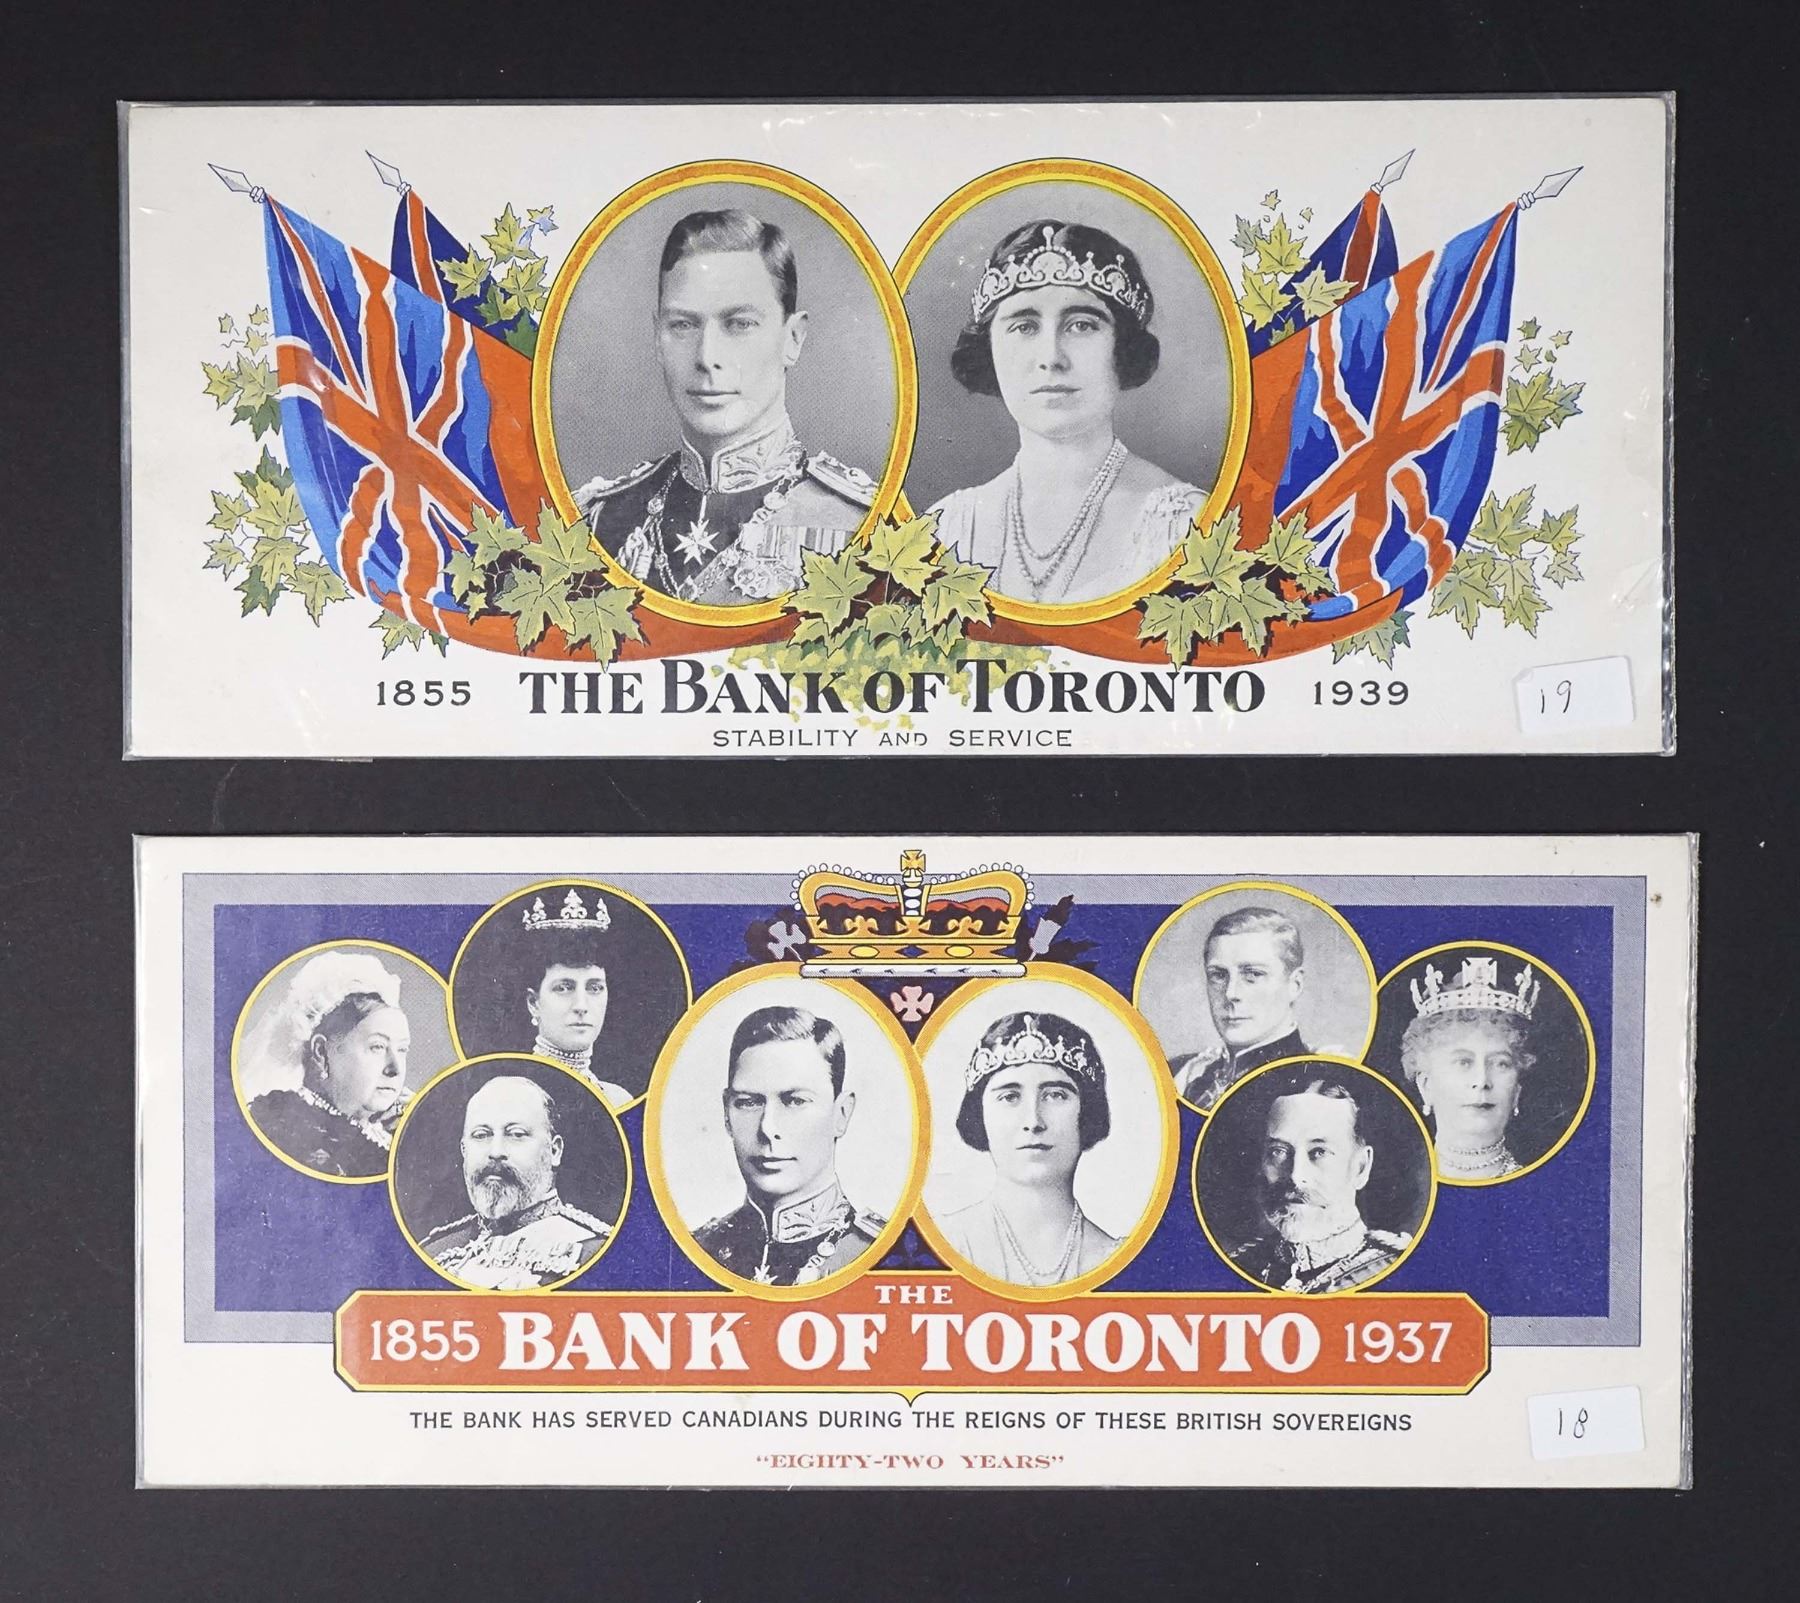 1855 THE BANK OF TORONTO 1939
STABILITY AND SERVICE
19
THE
1855 BANK OF TORONTO 1937
THE BANK HAS SERVED CANADIANS DURING THE REIGNS OF THESE BRITISH SOVEREIGNS
"EIGHTY-TWO YEARS"
18